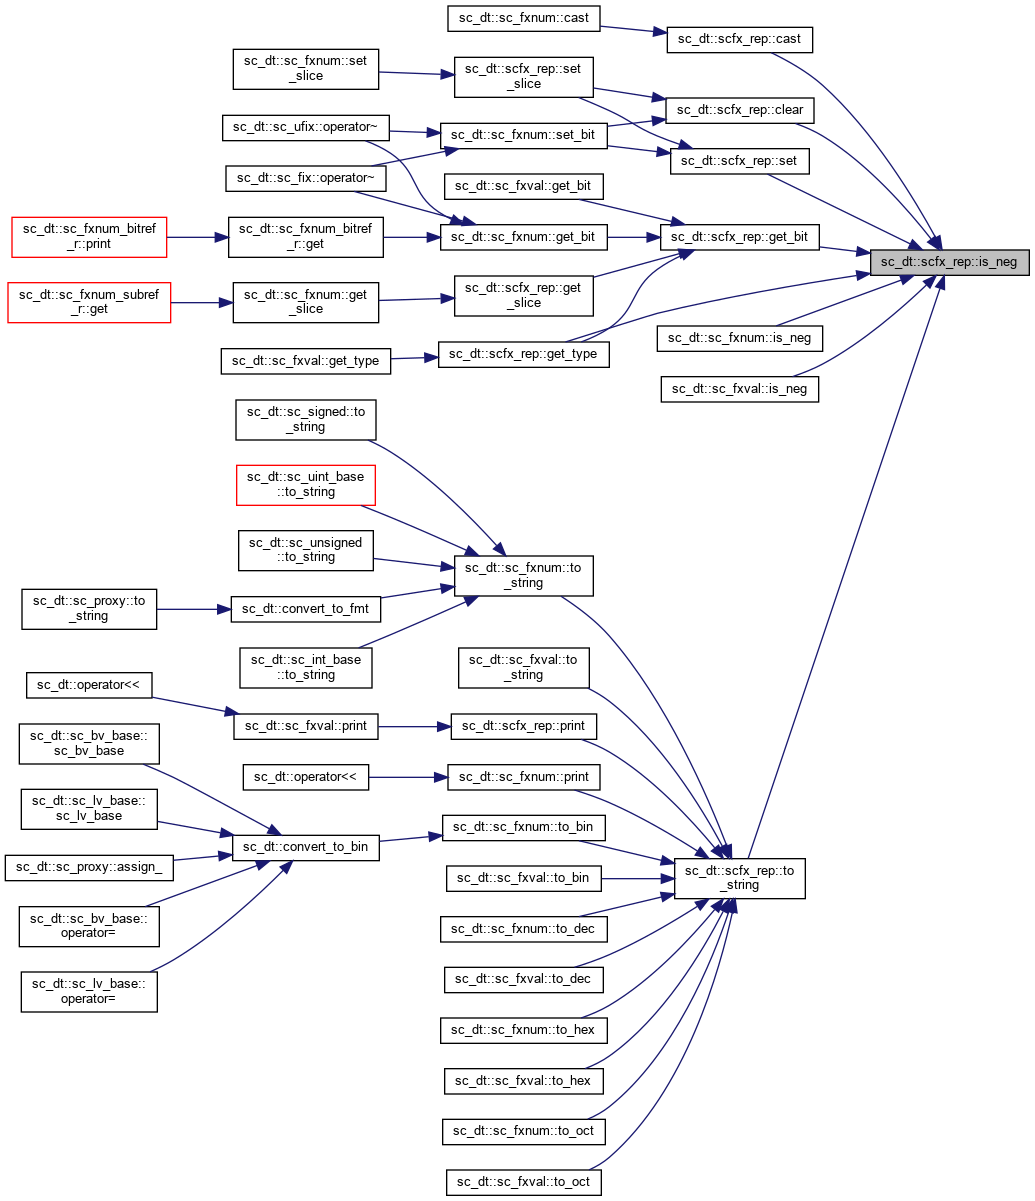 sc_dt::sc_fxnum::cast
sc_dt::scfx_rep::cast
sc_dt::sc_fxnum::set
_slice
sc_dt::scfx_rep::set
_slice
sc_dt::scfx_rep::clear
sc_dt::sc_ufix::operator~
sc_dt::sc_fxnum::set_bit
sc_dt::scfx_rep::set
sc_dt::sc_fix::operator~
sc_dt::sc_fxval::get_bit
sc_dt::sc_fxnum_bitref
_r::print
sc_dt::sc_fxnum_bitref
_r::get
sc_dt::sc_fxnum::get_bit
sc_dt::scfx_rep::get_bit
sc_dt::scfx_rep::is_neg
sc_dt::sc_fxnum_subref
_r::get
sc_dt::sc_fxnum::get
_slice
sc_dt::scfx_rep::get
_slice
sc_dt::sc_fxnum::is_neg
sc_dt::sc_fxval::get_type
sc_dt::scfx_rep::get_type
sc_dt::sc_fxval::is_neg
sc_dt::sc_signed::to
_string
sc_dt::sc_uint_base
::to_string
sc_dt::sc_unsigned
::to_string
sc_dt::sc_fxnum::to
_string
sc_dt::sc_proxy::to
_string
sc_dt::convert_to_fmt
sc_dt::sc_int_base
::to_string
sc_dt::sc_fxval::to
_string
sc_dt::operator<<
sc_dt::sc_fxval::print
sc_dt::scfx_rep::print
sc_dt::sc_bv_base::
sc_bv_base
sc_dt::operator<<
sc_dt::sc_fxnum::print
sc_dt::sc_lv_base::
sc_lv_base
sc_dt::sc_fxnum::to_bin
sc_dt::convert_to_bin
sc_dt::sc_proxy::assign_
sc_dt::sc_fxval::to_bin
sc_dt::scfx_rep::to
_string
sc_dt::sc_bv_base::
operator=
sc_dt::sc_fxnum::to_dec
sc_dt::sc_fxval::to_dec
sc_dt::sc_lv_base::
operator=
sc_dt::sc_fxnum::to_hex
sc_dt::sc_fxval::to_hex
sc_dt::sc_fxnum::to_oct
sc_dt::sc_fxval::to_oct